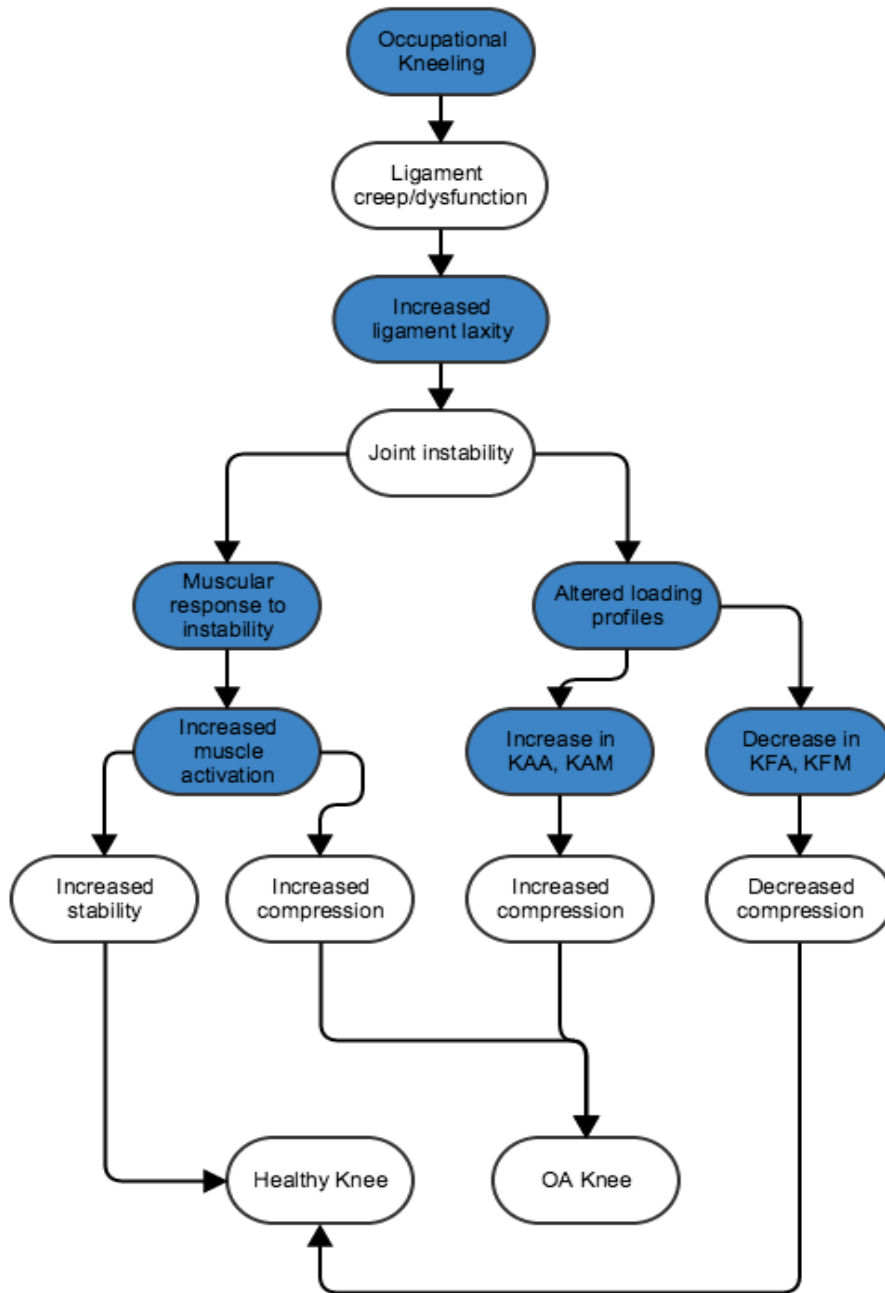 Occupational
Kneeling
Ligament
creep/dysfunction
Increased
ligament laxity
Joint instability
Muscular
response to
instability
Altered loading
profiles
Increased
muscle
activation
Increase in
KAA, KAM
Decrease in
KFA, KFM
Increased
stability
Increased
compression
Increased
compression
Decreased
compression
Healthy Knee
OA Knee